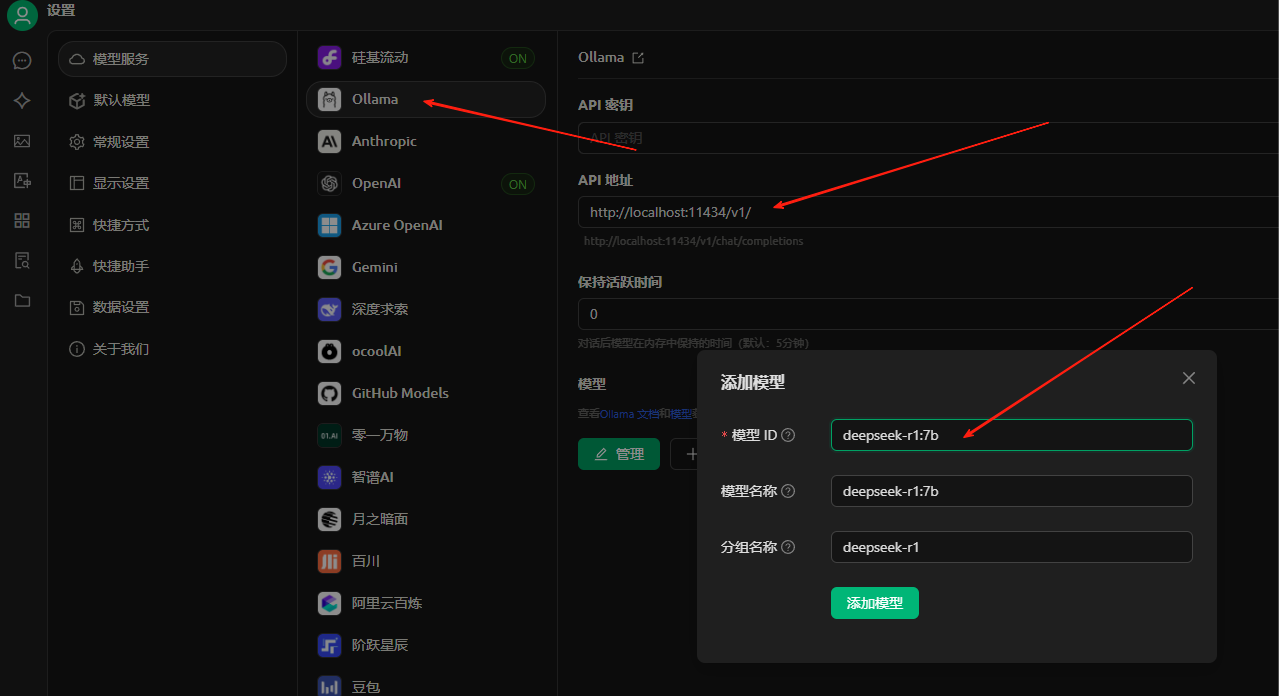 设置
模型服务
默认模型
常规设置
显示设置
快捷方式
快捷助手
数据设置
关于我们
硅基流动 ON
Ollama
Anthropic
OpenAI ON
Azure OpenAI
Gemini
深度求索
ocoolAI
GitHub Models
01.AI 零一万物
智谱AI
月之暗面
百川
阿里云百炼
阶跃星辰
豆包
Ollama
API 密钥
API 密钥
API 地址
http://localhost:11434/v1/
http://localhost:11434/v1/chat/completions
保持活跃时间
0
对话后模型在内存中保持的时间（默认：5分钟）
模型
查看Ollama 文档和模型
管理
添加模型
* 模型 ID
deepseek-r1:7b
模型名称
deepseek-r1:7b
分组名称
deepseek-r1
添加模型